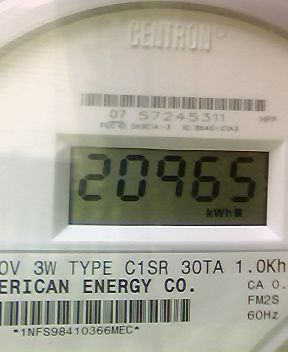 CENTRON
07 57245311 HPP
20965
kWh
0V 3W TYPE C1SR 30TA 1.0Kh
ERICAN ENERGY CO. CA 0.
FM2S
*1NFS98410366MEC* 60Hz